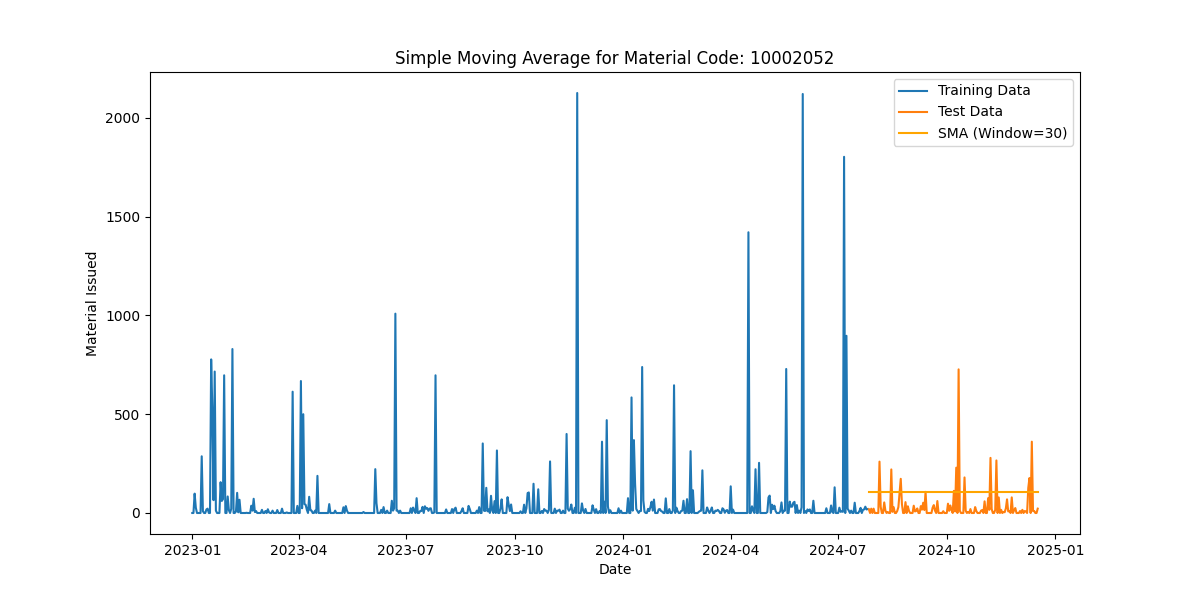 Simple Moving Average for Material Code: 10002052
Training Data
Test Data
SMA (Window=30)
Material Issued
2000
1500
1000
500
0
2023-01 2023-04 2023-07 2023-10 2024-01 2024-04 2024-07 2024-10 2025-01
Date